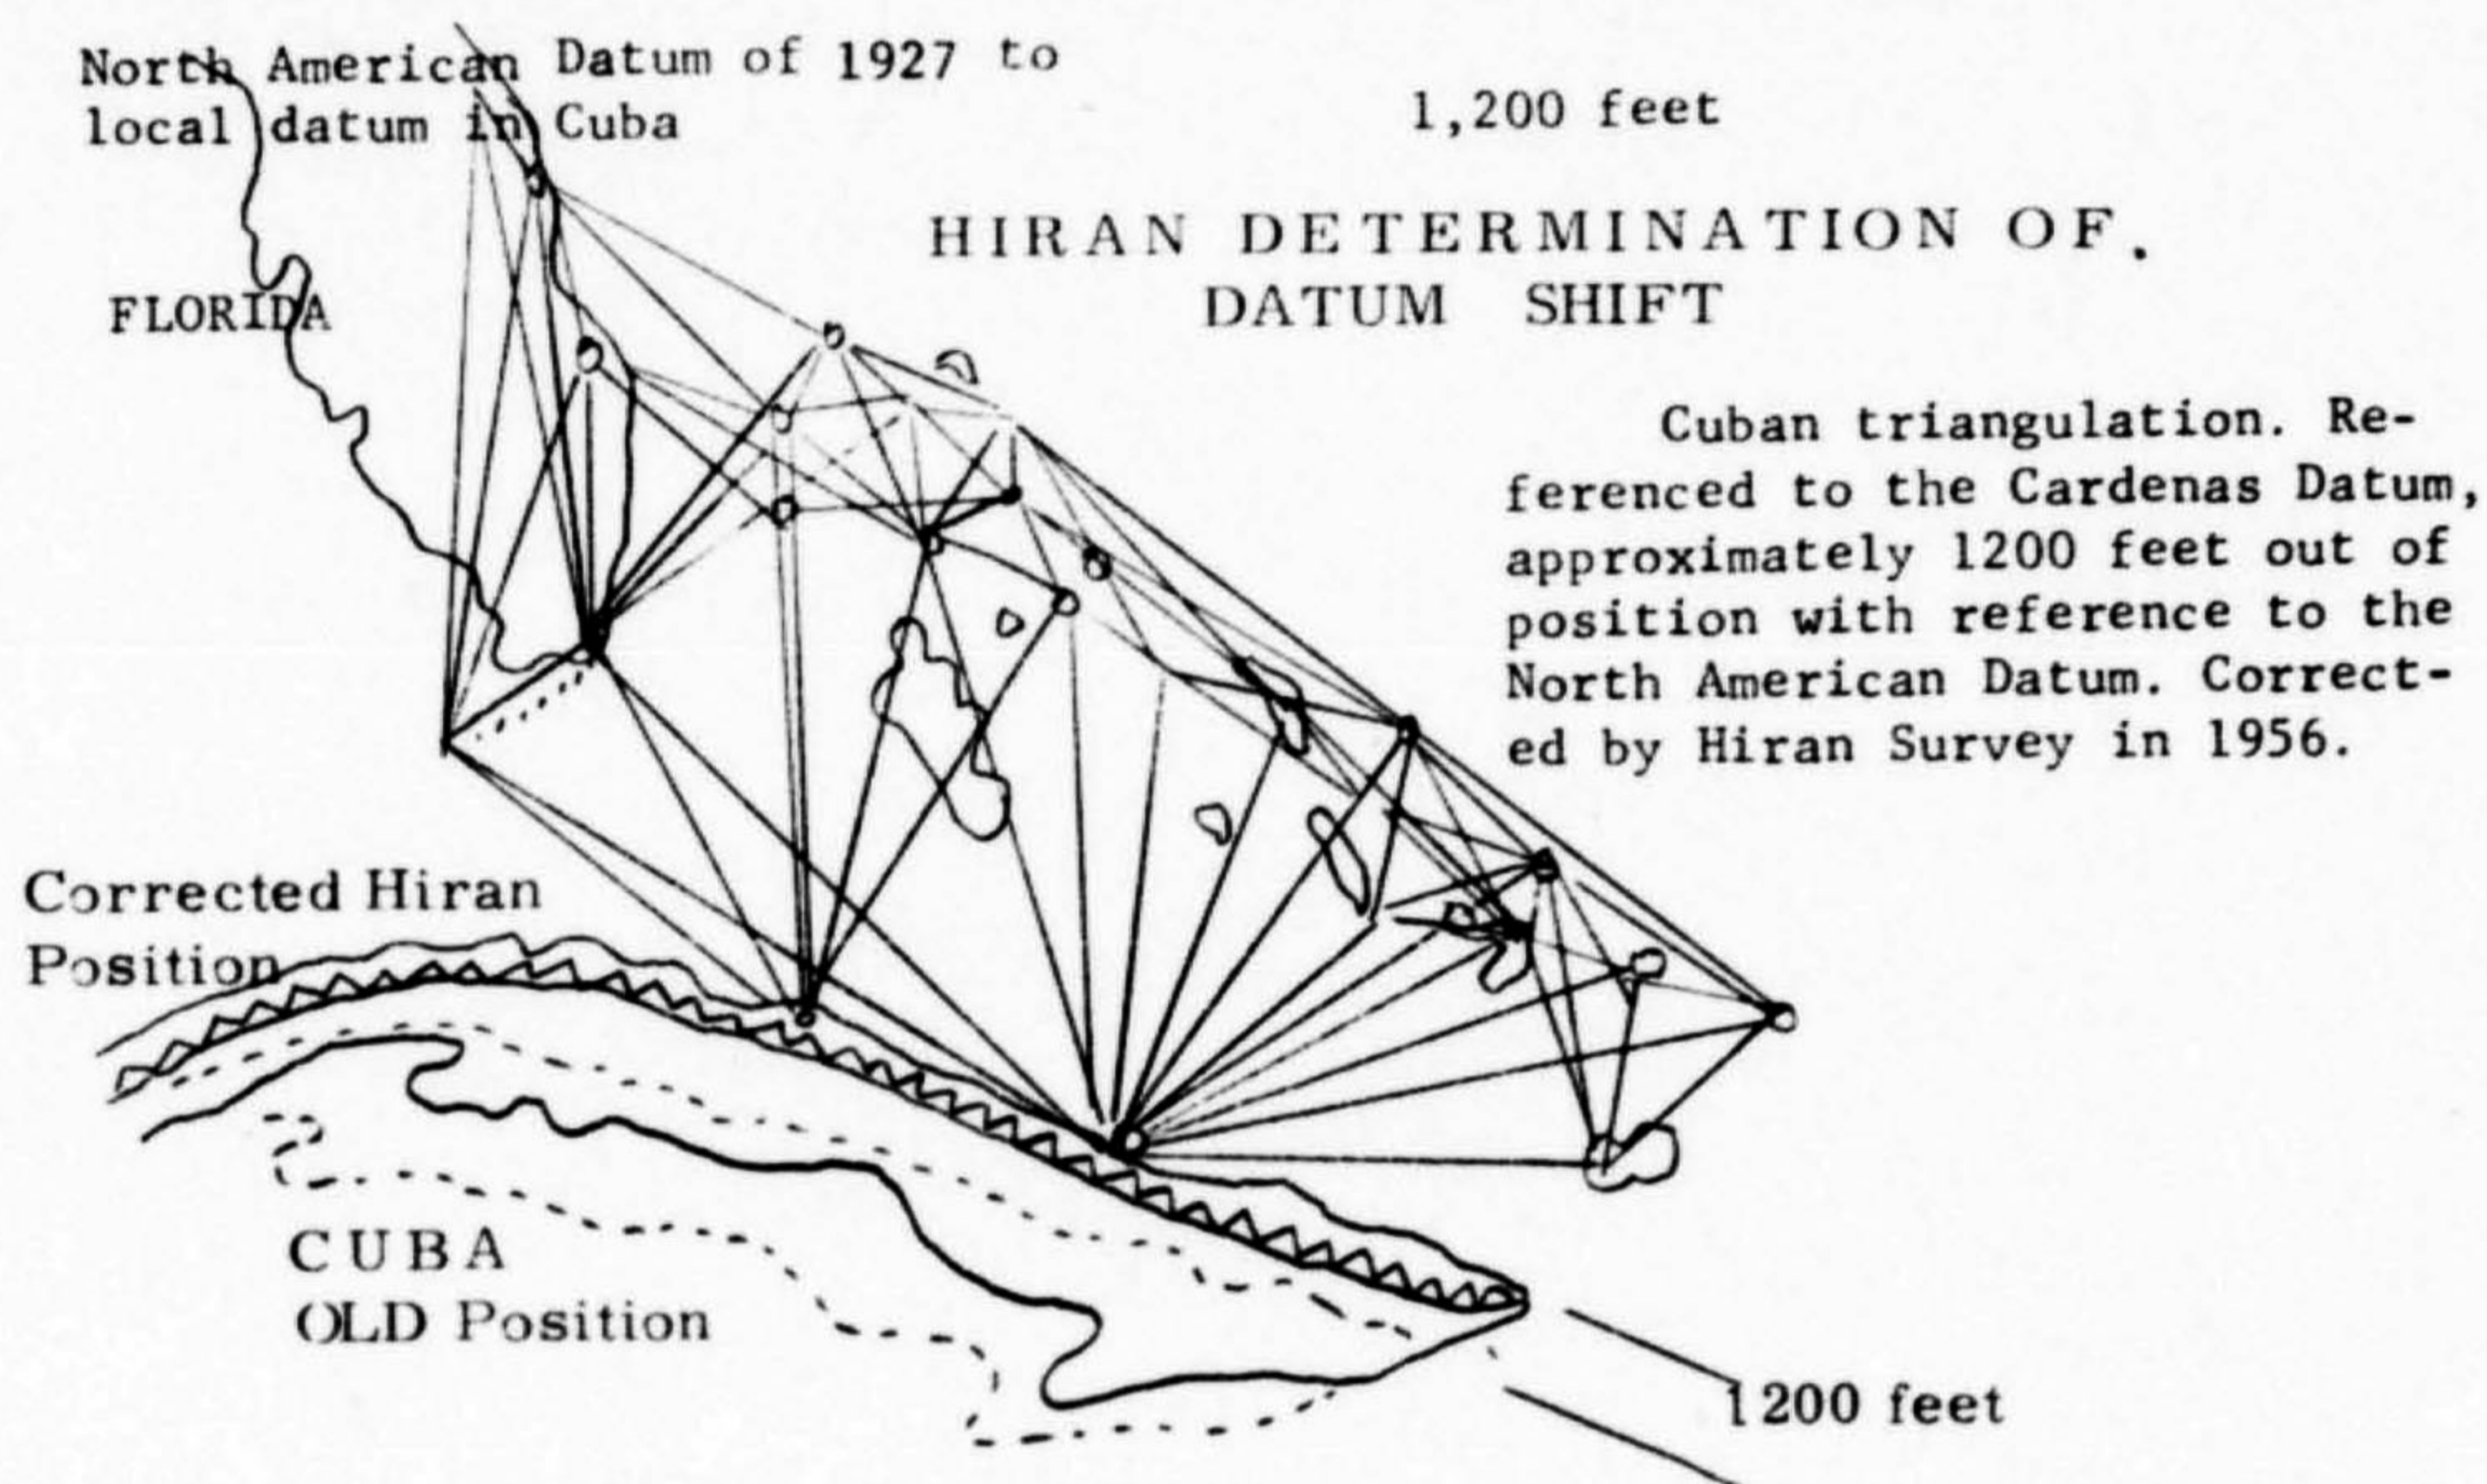 North American Datum of 1927 to
local datum in Cuba
1,200 feet
HIRAN DETERMINATION OF.
DATUM SHIFT
FLORIDA
Cuban triangulation. Re-
ferenced to the Cardenas Datum,
approximately 1200 feet out of
position with reference to the
North American Datum. Correct-
ed by Hiran Survey in 1956.
Corrected Hiran
Position
CUBA
OLD Position
1200 feet